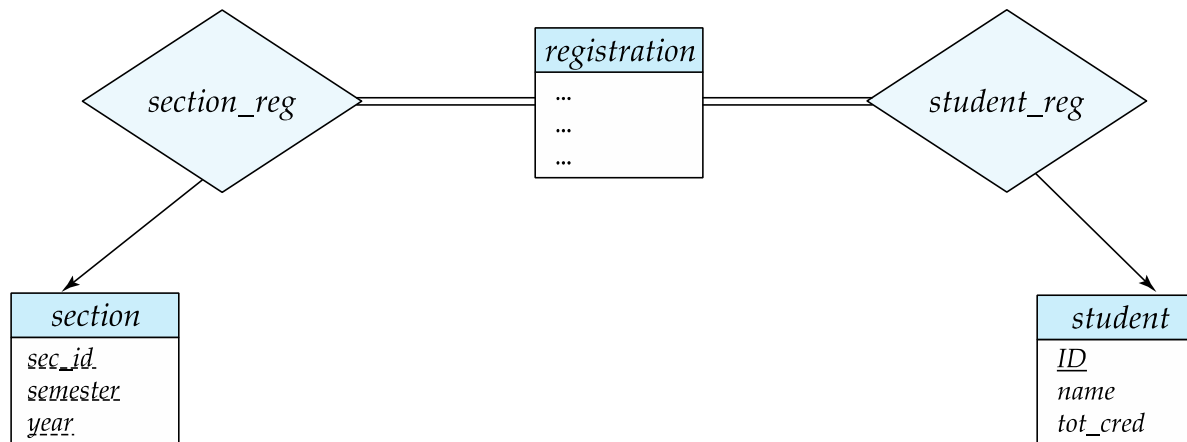 section_reg
registration
...
...
...
student_reg
section
sec_id
semester
year
student
ID
name
tot_cred